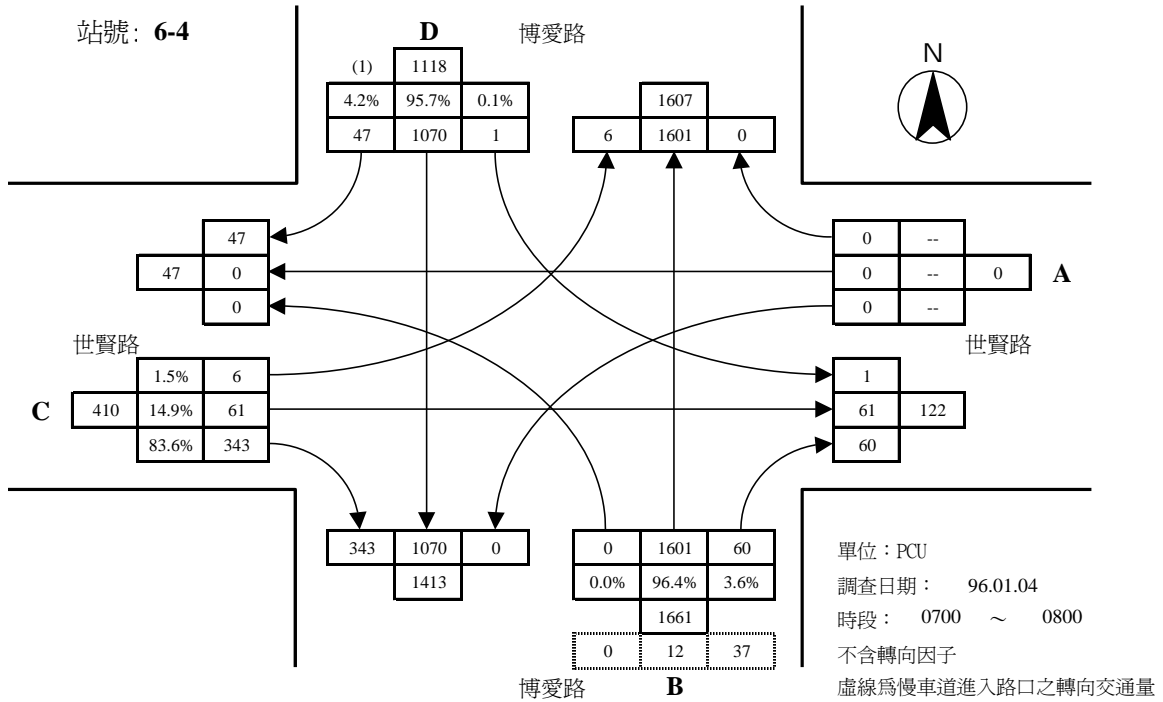 站號: 6-4
D
博愛路
N
(1) 1118
4.2% 95.7% 0.1%
47 1070 1
1607
6 1601 0
47
47 0
0
0 --
0 -- 0
0 --
A
世賢路
世賢路
1.5% 6
C
410 14.9% 61
83.6% 343
1
61 122
60
343 1070 0
1413
0 1601 60
0.0% 96.4% 3.6%
1661
0 12 37
博愛路
B
單位：PCU
調查日期： 96.01.04
時段： 0700 ～ 0800
不含轉向因子
虛線為慢車道進入路口之轉向交通量